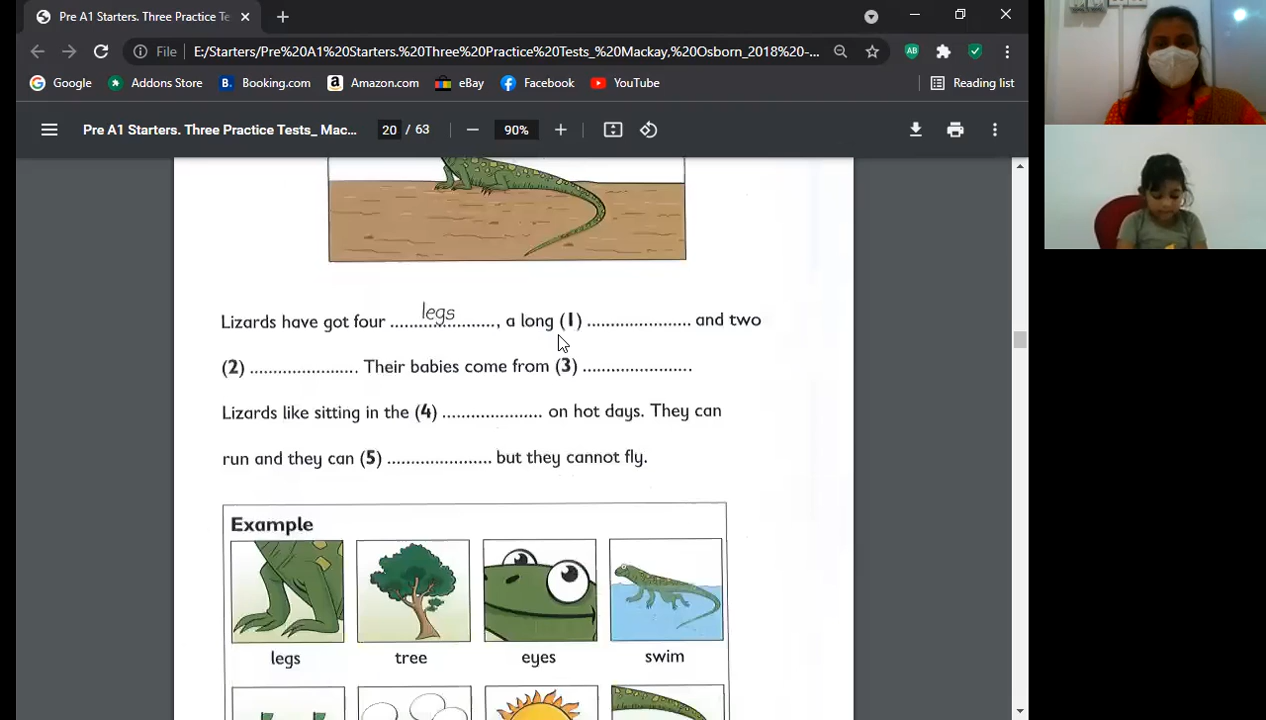 Pre A1 Starters. Three Practice Te
File
E:/Starters/Pre%20A1%20Starters.%20Three%20Practice%20Tests_%20Mackay,%20Osborn_2018%20-...
AB
Google
Addons Store
B.
Booking.com
a
Amazon.com
eBay
Facebook
YouTube
Reading list
Pre A1 Starters. Three Practice Tests_ Mac...
20 / 63
90%
Lizards have got four legs, a long (1) ...................... and two
(2) ...................... Their babies come from (3) ......................
Lizards like sitting in the (4) .................... on hot days. They can
run and they can (5) ..................... but they cannot fly.
Example
legs
tree
eyes
swim